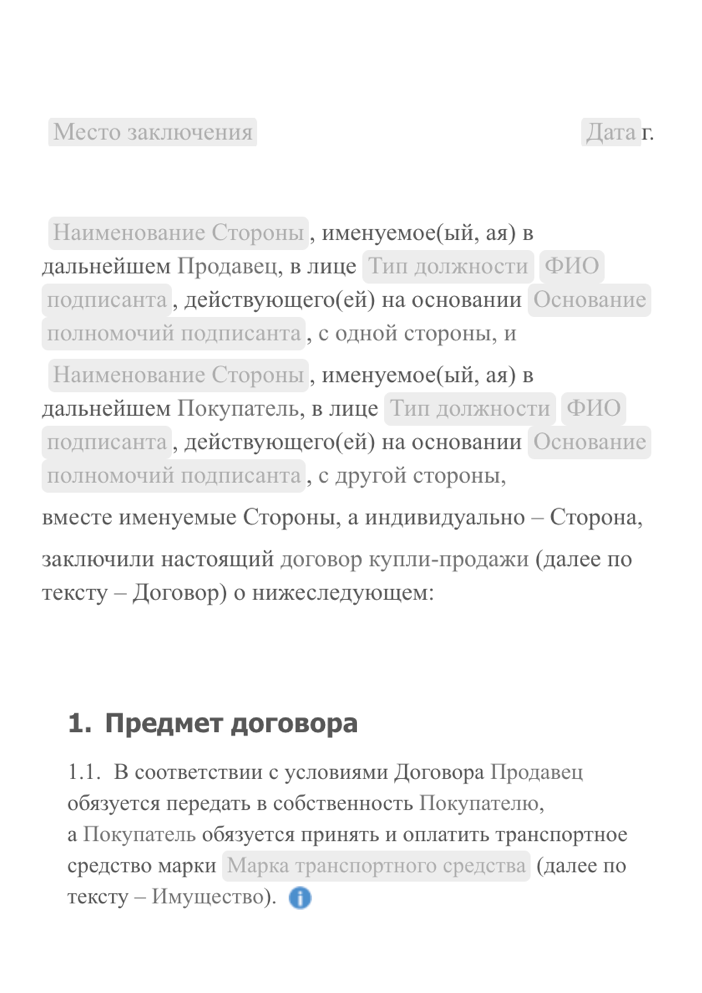 Место заключения Дата г.
Наименование Стороны, именуемое(ый, ая) в
дальнейшем Продавец, в лице Тип должности ФИО
подписанта, действующего(ей) на основании Основание
полномочий подписанта, с одной стороны, и
Наименование Стороны, именуемое(ый, ая) в
дальнейшем Покупатель, в лице Тип должности ФИО
подписанта, действующего(ей) на основании Основание
полномочий подписанта, с другой стороны,
вместе именуемые Стороны, а индивидуально – Сторона,
заключили настоящий договор купли-продажи (далее по
тексту – Договор) о нижеследующем:
1. Предмет договора
1.1. В соответствии с условиями Договора Продавец
обязуется передать в собственность Покупателю,
а Покупатель обязуется принять и оплатить транспортное
средство марки Марка транспортного средства (далее по
тексту – Имущество). i